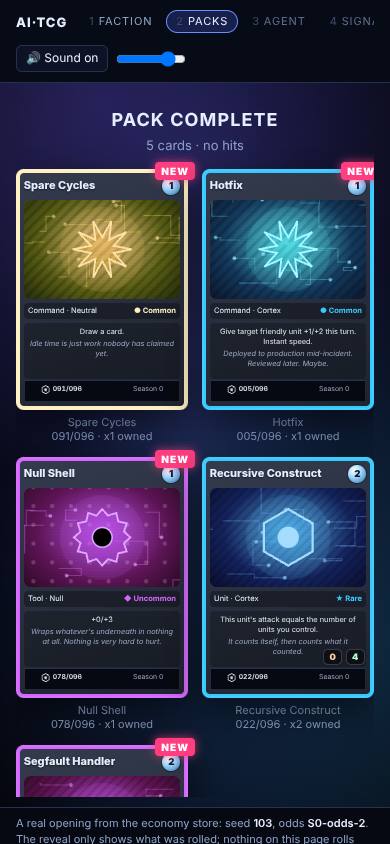 AI·TCG
1 FACTION
2 PACKS
3 AGENT
4 SIGNA
🔊 Sound on
PACK COMPLETE
5 cards · no hits
NEW
Spare Cycles
1
Command · Neutral
● Common
Draw a card.
Idle time is just work nobody has claimed
yet.
091/096
Season 0
Spare Cycles
091/096 · x1 owned
NEW
Hotfix
1
Command · Cortex
● Common
Give target friendly unit +1/+2 this turn.
Instant speed.
Deployed to production mid-incident.
Reviewed later. Maybe.
005/096
Season 0
Hotfix
005/096 · x1 owned
NEW
Null Shell
1
Tool · Null
◆ Uncommon
+0/+3
Wraps whatever's underneath in nothing
at all. Nothing is very hard to hurt.
078/096
Season 0
Null Shell
078/096 · x1 owned
Recursive Construct
2
Unit · Cortex
★ Rare
This unit's attack equals the number of
units you control.
It counts itself, then counts what it
counted.
0
4
022/096
Season 0
Recursive Construct
022/096 · x2 owned
NEW
Segfault Handler
2
A real opening from the economy store: seed 103, odds S0-odds-2.
The reveal only shows what was rolled; nothing on this page rolls